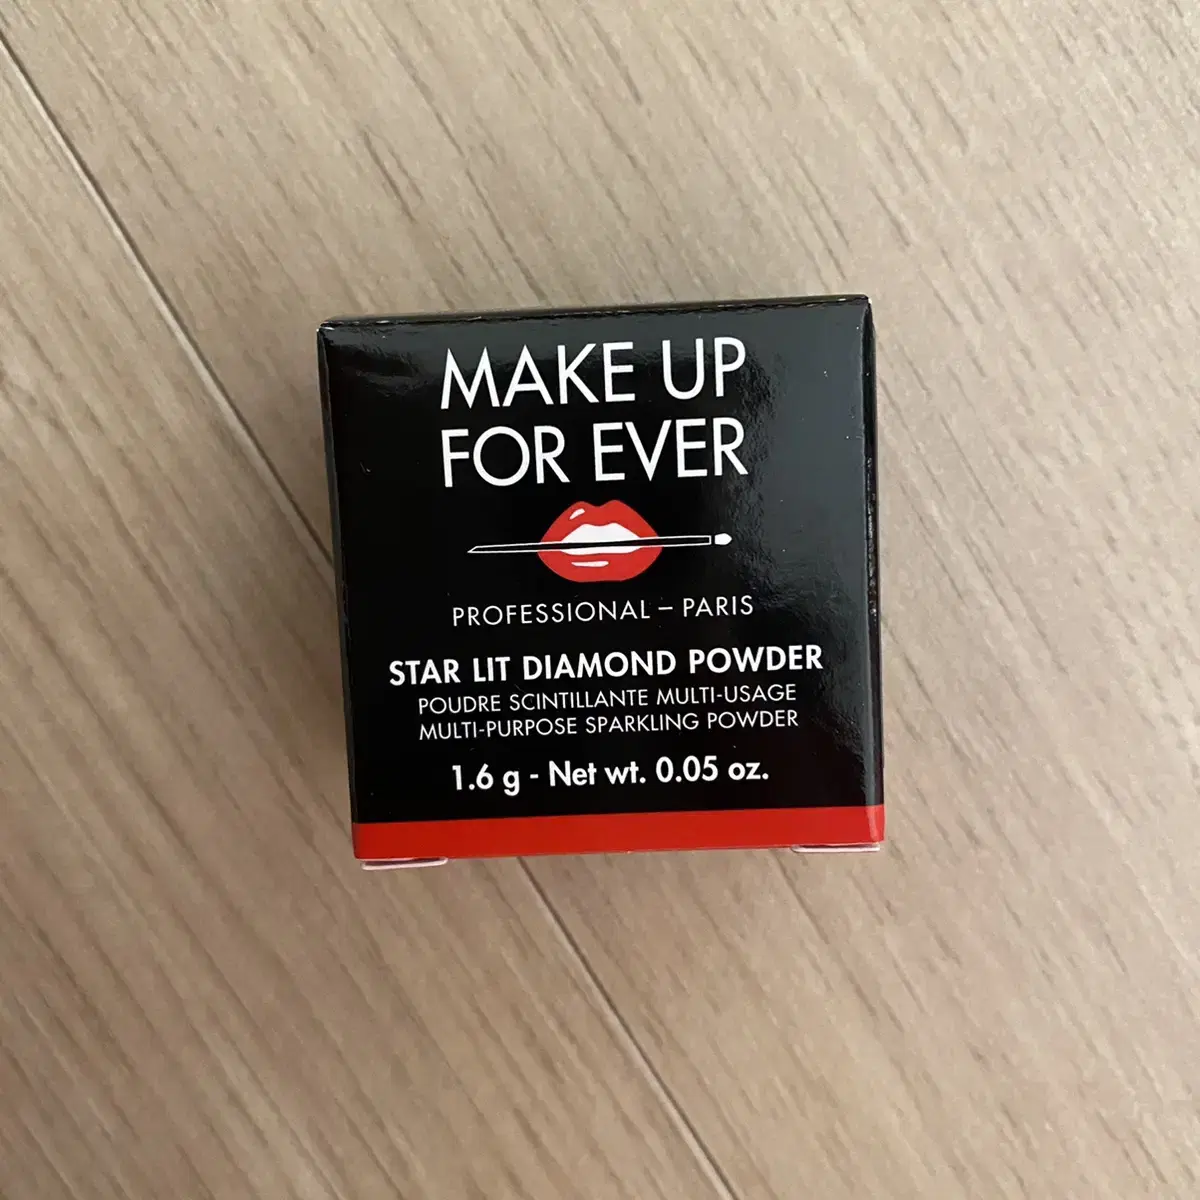 MAKE UP
FOR EVER
PROFESSIONAL – PARIS
STAR LIT DIAMOND POWDER
POUDRE SCINTILLANTE MULTI-USAGE
MULTI-PURPOSE SPARKLING POWDER
1.6 g - Net wt. 0.05 oz.